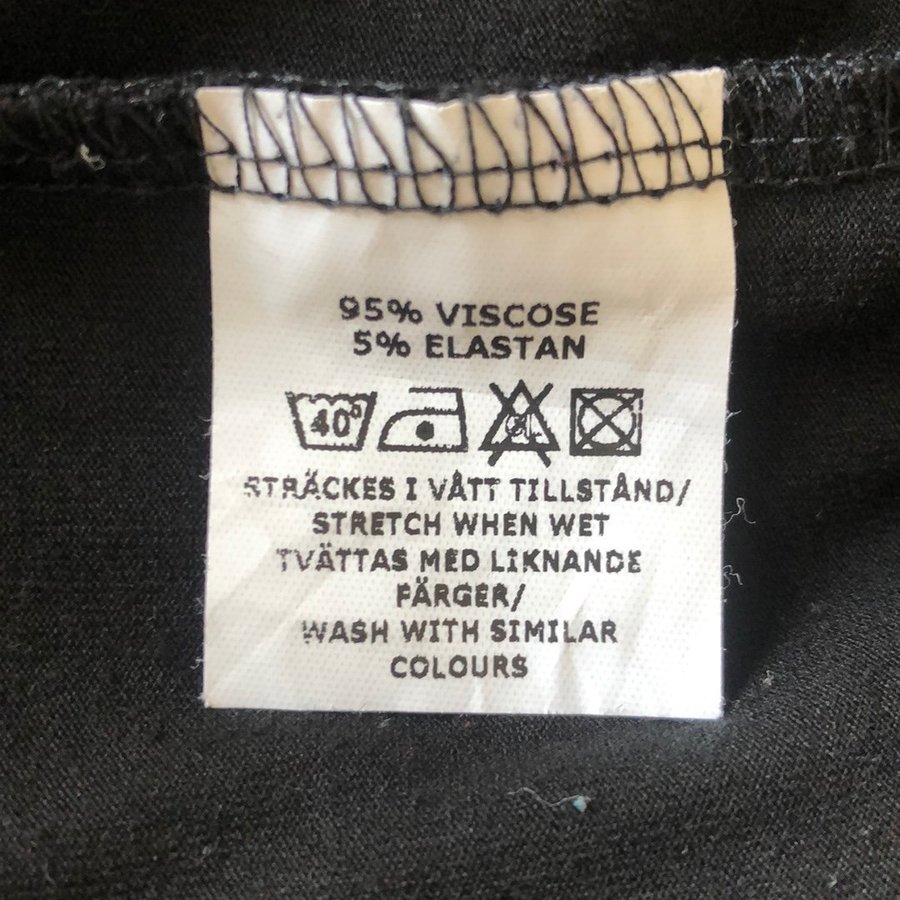 95% VISCOSE
5% ELASTAN
40° CL
STRÄCKES I VÅTT TILLSTÅND/
STRETCH WHEN WET
TVÄTTAS MED LIKNANDE
FÄRGER/
WASH WITH SIMILAR
COLOURS